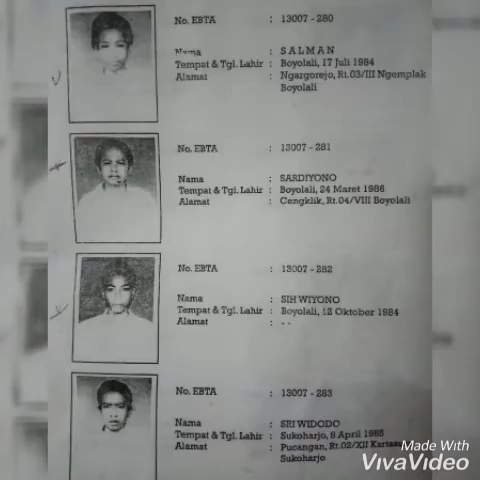 No. EBTA : 13007 - 280
Nama : S A L M A N
Tempat & Tgl. Lahir : Boyolali, 17 Juli 1984
Alamat : Ngazgorejo, Rt.03/III Ngemplak
Boyolali
No. EBTA : 13007 - 281
Nama : SARDIYONO
Tempat & Tgl. Lahir : Boyolali, 24 Maret 1986
Alamat : Cengklik, Rt.04/VIII Boyolali
No. EBTA : 13007 - 282
Nama : SIH WIYONO
Tempat & Tgl. Lahir : Boyolali, 12 Oktober 1984
Alamat : - -
No. EBTA : 13007 - 283
Nama : SRI WIDODO
Tempat & Tgl. Lahir : Sukoharjo, 8 April 1985
Alamat : Pucangan, Rt.02/XII
Sukoharjo
Made With
VivaVideo